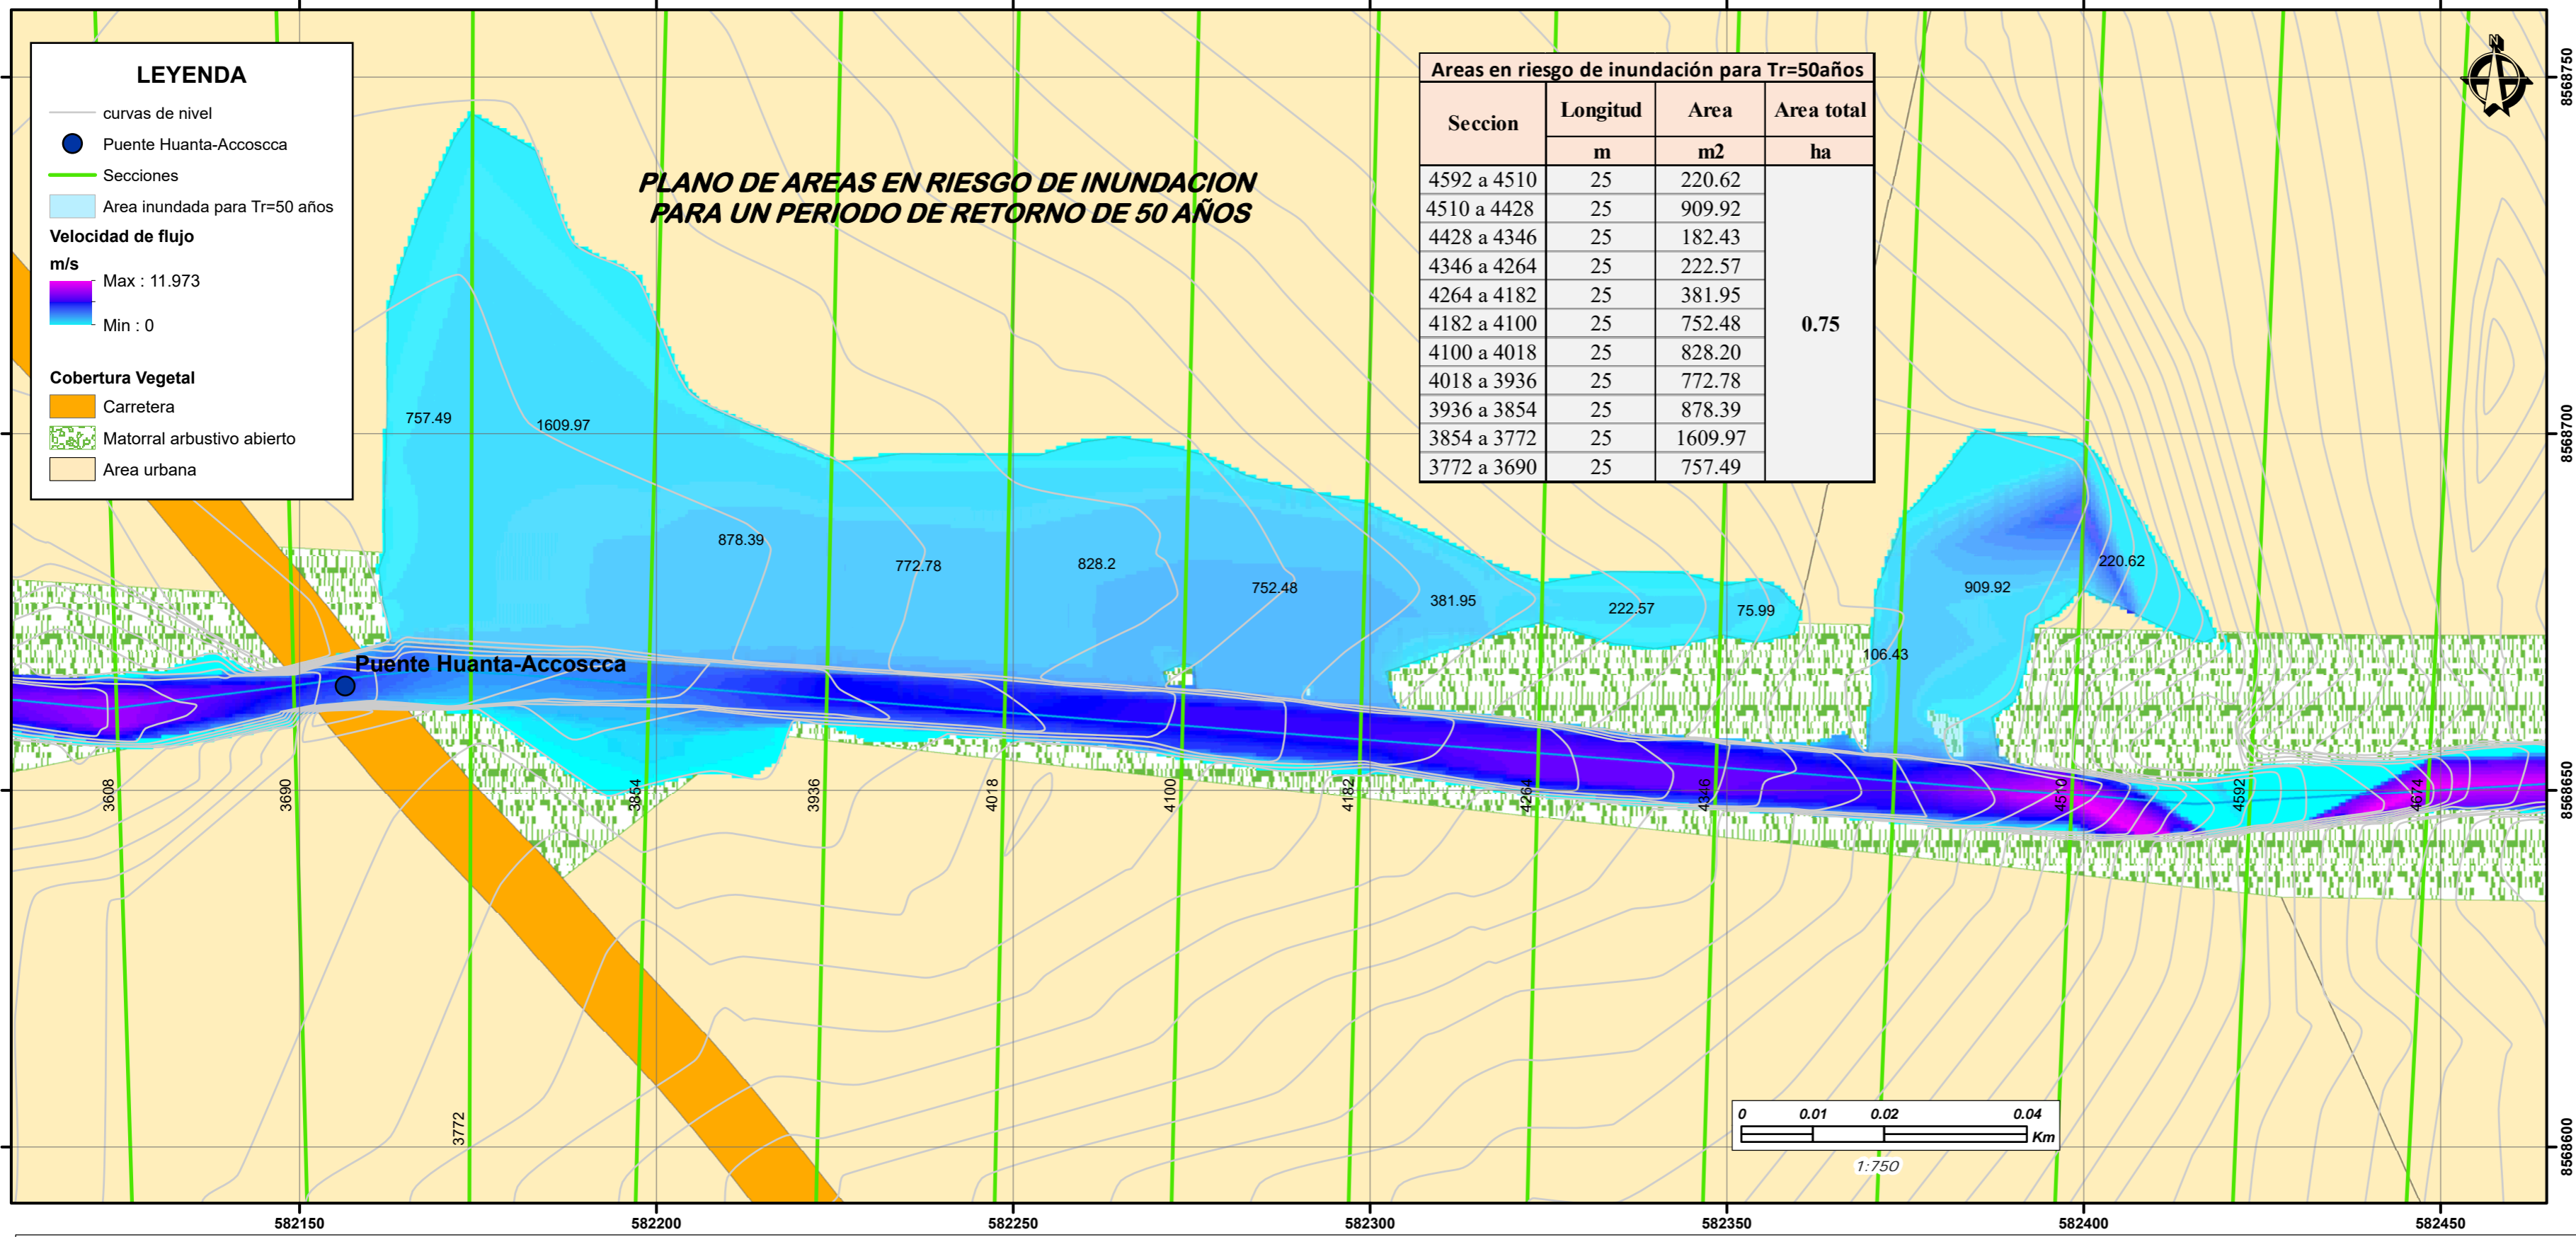 LEYENDA
curvas de nivel
Puente Huanta-Accoscca
Secciones
Area inundada para Tr=50 años
Velocidad de flujo
m/s
Max : 11.973
Min : 0
Cobertura Vegetal
Carretera
Matorral arbustivo abierto
Area urbana
PLANO DE AREAS EN RIESGO DE INUNDACION
PARA UN PERIODO DE RETORNO DE 50 AÑOS
Areas en riesgo de inundación para Tr=50años
Seccion Longitud Area Area total
m m2 ha
4592 a 4510 25 220.62
4510 a 4428 25 909.92
4428 a 4346 25 182.43
4346 a 4264 25 222.57
4264 a 4182 25 381.95
4182 a 4100 25 752.48 0.75
4100 a 4018 25 828.20
4018 a 3936 25 772.78
3936 a 3854 25 878.39
3854 a 3772 25 1609.97
3772 a 3690 25 757.49
N
8568750
8568700
8568650
8568600
757.49
1609.97
878.39
772.78
828.2
752.48
381.95
222.57
75.99
106.43
909.92
220.62
Puente Huanta-Accoscca
3608
3690
3772
3854
3936
4018
4100
4182
4264
4346
4510
4592
4674
0 0.01 0.02 0.04
Km
1:750
582150 582200 582250 582300 582350 582400 582450